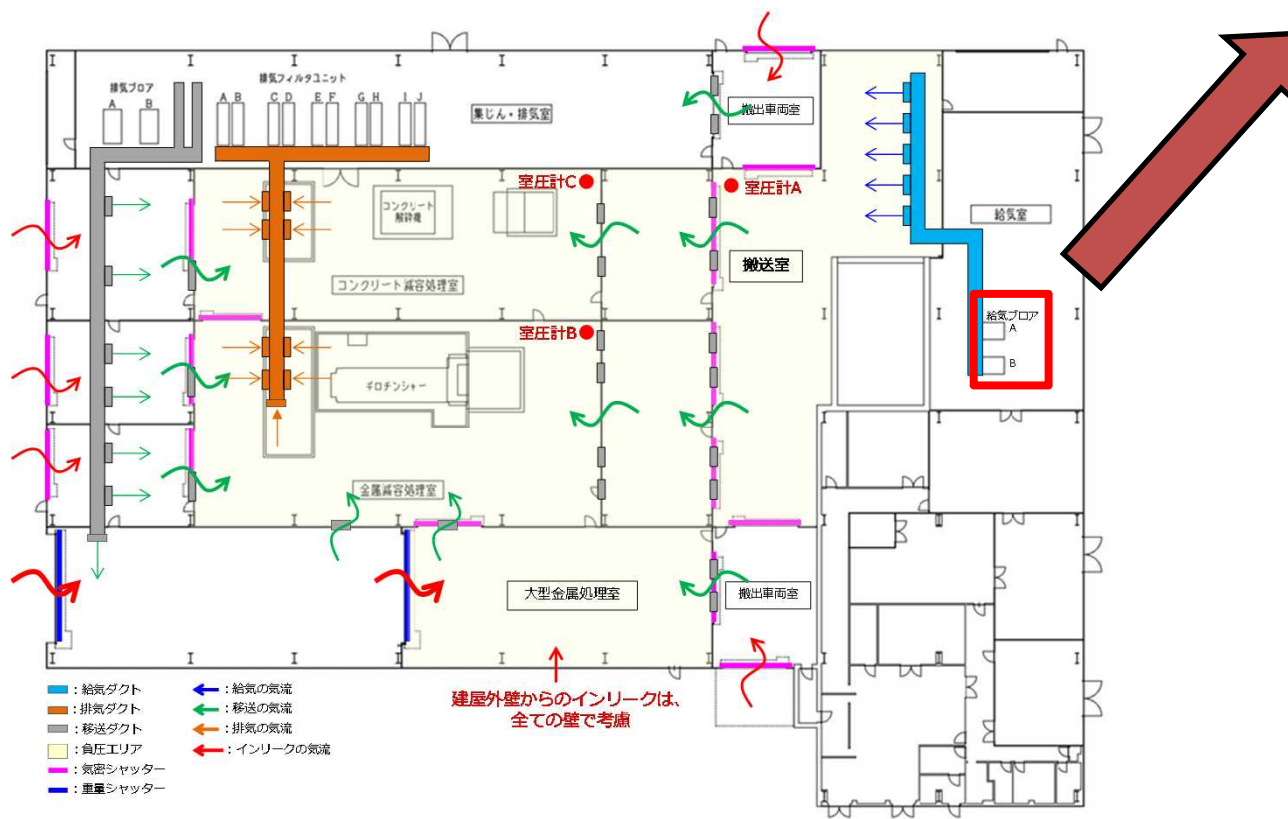 排気ブロア
A B
排気フィルタユニット
A B C D E F G H I J
集じん・排気室
搬出車両室
室圧計C
室圧計A
コンクリート
解砕機
給気室
搬送室
コンクリート減容処理室
給気ブロア
A
B
室圧計B
ギロチンシャー
金属減容処理室
大型金属処理室
搬出車両室
建屋外壁からのインリークは、
全ての壁で考慮
：給気ダクト
：排気ダクト
：移送ダクト
：負圧エリア
：気密シャッター
：重量シャッター
：給気の気流
：移送の気流
：排気の気流
：インリークの気流